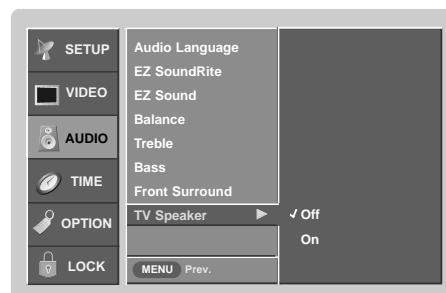 SETUP
VIDEO
AUDIO
TIME
OPTION
LOCK
Audio Language
EZ SoundRite
EZ Sound
Balance
Treble
Bass
Front Surround
TV Speaker ▶
MENU Prev.
✓ Off
On